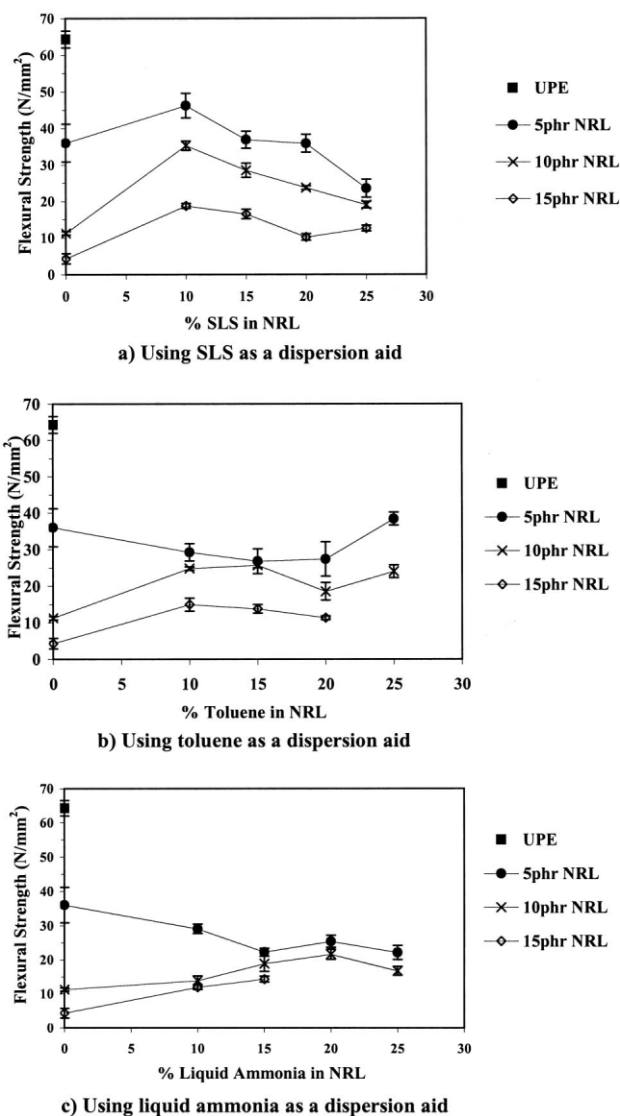 70
60
50
40
30
20
10
0
Flexural Strength (N/mm²)
0 5 10 15 20 25 30
% SLS in NRL
UPE
5phr NRL
10phr NRL
15phr NRL
a) Using SLS as a dispersion aid
70
60
50
40
30
20
10
0
Flexural Strength (N/mm²)
0 5 10 15 20 25 30
% Toluene in NRL
UPE
5phr NRL
10phr NRL
15phr NRL
b) Using toluene as a dispersion aid
70
60
50
40
30
20
10
0
Flexural Strength (N/mm²)
0 5 10 15 20 25 30
% Liquid Ammonia in NRL
UPE
5phr NRL
10phr NRL
15phr NRL
c) Using liquid ammonia as a dispersion aid